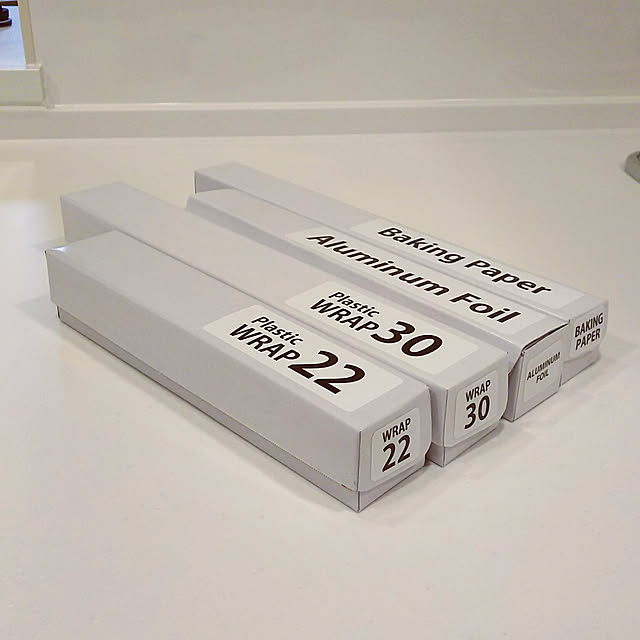 Baking Paper
BAKING
PAPER
Aluminum Foil
ALUMINUM
FOIL
Plastic
WRAP 30
WRAP
30
Plastic
WRAP 22
WRAP
22